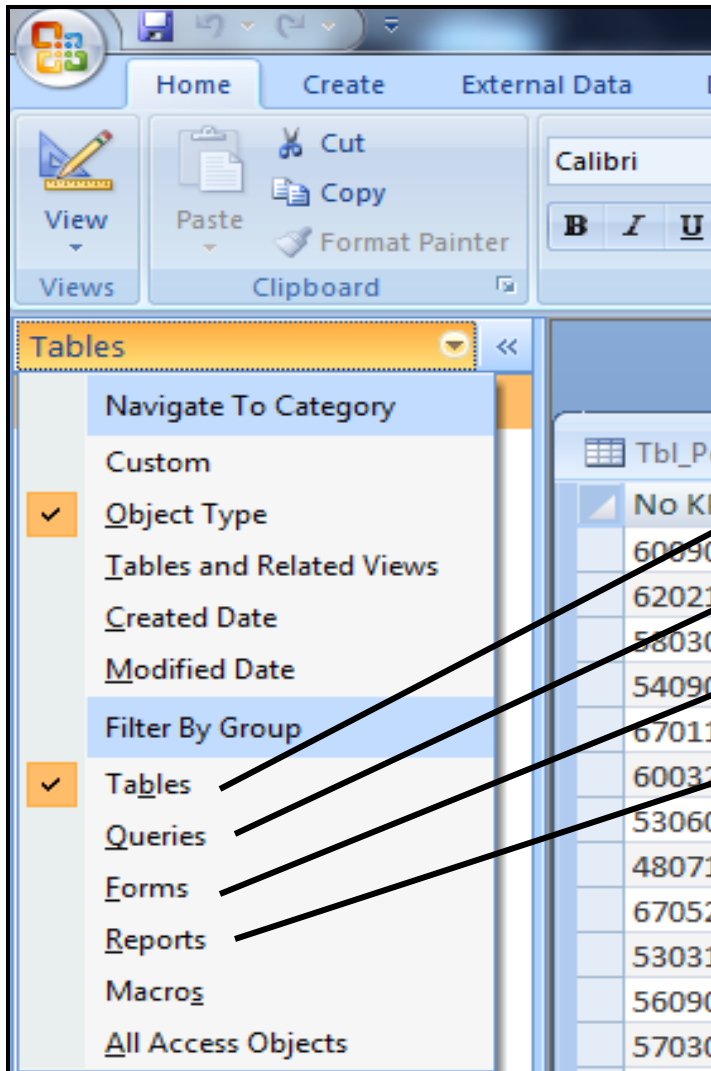 Home Create External Data
Cut
Copy
Format Painter
View
Paste
Calibri
B I U
Views
Clipboard
Tables
Navigate To Category
Custom
Object Type
Tables and Related Views
Created Date
Modified Date
Filter By Group
Tables
Queries
Forms
Reports
Macros
All Access Objects